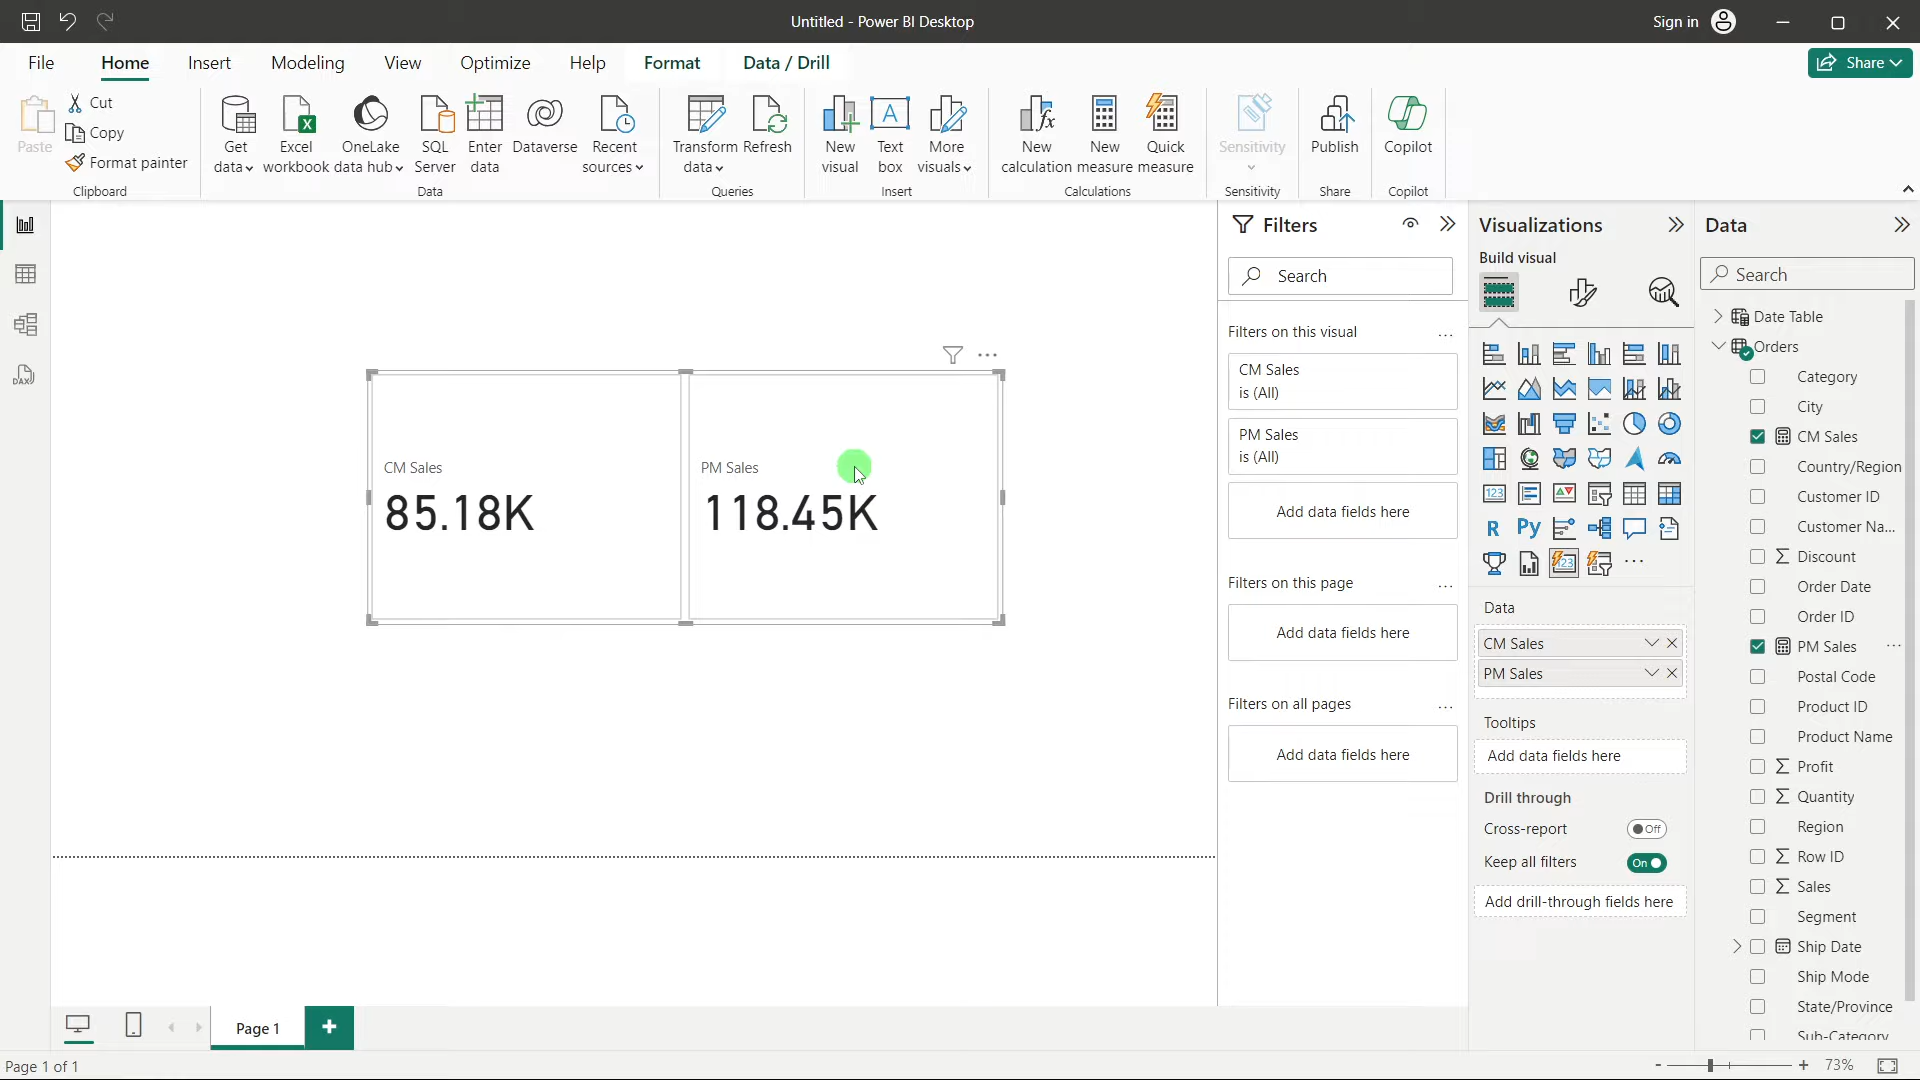 Untitled - Power BI Desktop
Sign in
File
Home
Insert
Modeling
View
Optimize
Help
Format
Data / Drill
Share
Paste
Cut
Copy
Format painter
Clipboard
Get data
Excel workbook
OneLake data hub
SQL Server
Enter data
Dataverse
Recent sources
Data
Transform data
Refresh
Queries
New visual
A
Text box
More visuals
Insert
New calculation
New measure
Quick measure
Calculations
Sensitivity
Sensitivity
Publish
Share
Copilot
Copilot
DAX
CM Sales
85.18K
PM Sales
118.45K
Filters
Search
Filters on this visual
...
CM Sales
is (All)
PM Sales
is (All)
Add data fields here
Filters on this page
...
Add data fields here
Filters on all pages
...
Add data fields here
Visualizations
Build visual
123
R
Py
123
...
Data
CM Sales
PM Sales
Tooltips
Add data fields here
Drill through
Cross-report
Off
Keep all filters
On
Add drill-through fields here
Data
Search
Date Table
Orders
Category
City
CM Sales
Country/Region
Customer ID
Customer Na...
Σ Discount
Order Date
Order ID
PM Sales
...
Postal Code
Product ID
Product Name
Σ Profit
Σ Quantity
Region
Σ Row ID
Σ Sales
Segment
Ship Date
Ship Mode
State/Province
Sub-Category
Page 1
+
Page 1 of 1
- + 73%